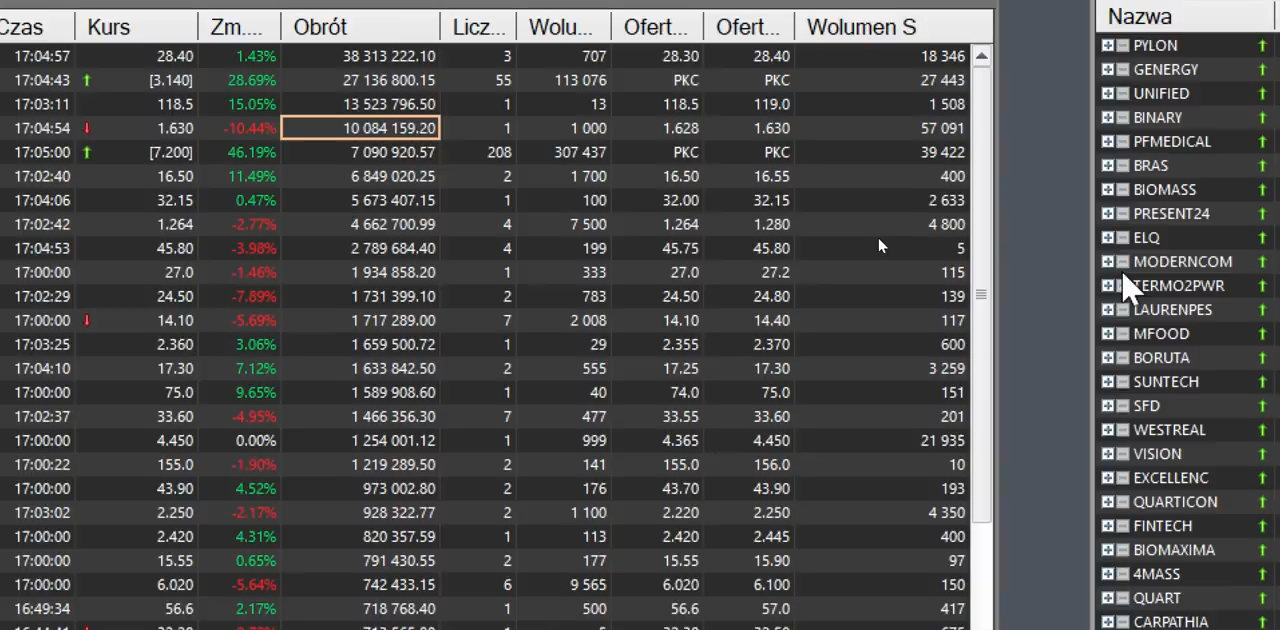 Czas Kurs Zm.... Obrót Licz... Wolu... Ofert... Ofert... Wolumen S
17:04:57 28.40 1.43% 38 313 222.10 3 707 28.30 28.40 18 346
17:04:43 [3.140] 28.69% 27 136 800.15 55 113 076 PKC PKC 27 443
17:03:11 118.5 15.05% 13 523 796.50 1 13 118.5 119.0 1 508
17:04:54 1.630 -10.44% 10 084 159.20 1 1 000 1.628 1.630 57 091
17:05:00 [7.200] 46.19% 7 090 920.57 208 307 437 PKC PKC 39 422
17:02:40 16.50 11.49% 6 849 020.25 2 1 700 16.50 16.55 400
17:04:06 32.15 0.47% 5 673 407.15 1 100 32.00 32.15 2 633
17:02:42 1.264 -2.77% 4 662 700.99 4 7 500 1.264 1.280 4 800
17:04:53 45.80 -3.98% 2 789 684.40 4 199 45.75 45.80 5
17:00:00 27.0 -1.46% 1 934 858.20 1 333 27.0 27.2 115
17:02:29 24.50 -7.89% 1 731 399.10 2 783 24.50 24.80 139
17:00:00 14.10 -5.69% 1 717 289.00 7 2 008 14.10 14.40 117
17:03:25 2.360 3.06% 1 659 500.72 1 29 2.355 2.370 600
17:04:10 17.30 7.12% 1 633 842.50 2 555 17.25 17.30 3 259
17:00:00 75.0 9.65% 1 589 908.60 1 40 74.0 75.0 151
17:02:37 33.60 -4.95% 1 466 356.30 7 477 33.55 33.60 201
17:00:00 4.450 0.00% 1 254 001.12 1 999 4.365 4.450 21 935
17:00:22 155.0 -1.90% 1 219 289.50 2 141 155.0 156.0 10
17:00:00 43.90 4.52% 973 002.80 2 176 43.70 43.90 193
17:03:02 2.250 -2.17% 928 322.77 2 1 100 2.220 2.250 4 350
17:00:00 2.420 4.31% 820 357.59 1 113 2.420 2.445 400
17:00:00 15.55 0.65% 791 430.55 2 177 15.55 15.90 97
17:00:00 6.020 -5.64% 742 433.15 6 9 565 6.020 6.100 150
16:49:34 56.6 2.17% 718 768.40 1 500 56.6 57.0 417
Nazwa
PYLON
GENERGY
UNIFIED
BINARY
PFMEDICAL
BRAS
BIOMASS
PRESENT24
ELQ
MODERNCOM
TERMO2PWR
LAURENPES
MFOOD
BORUTA
SUNTECH
SFD
WESTREAL
VISION
EXCELLENC
QUARTICON
FINTECH
BIOMAXIMA
4MASS
QUART
CARPATHIA